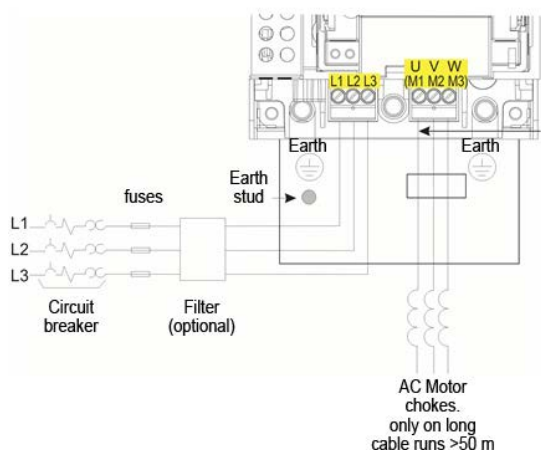 U V W
L1 L2 L3 (M1 M2 M3)
Earth Earth
fuses
Earth
stud
L1
L2
L3
Circuit
breaker
Filter
(optional)
AC Motor
chokes.
only on long
cable runs >50 m